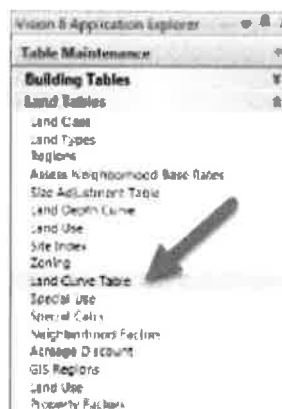 Vision 8 Application Explorer
Table Maintenance
Building Tables
Land Tables
Land Class
Land Types
Regions
Assess Neighborhood Base Rates
Size Adjustment Table
Land Depth Curve
Land Use
Site Index
Zoning
Land Curve Table
Special Use
Special Calcs
Neighborhood Factors
Acreage Discount
GIS Regions
Land Use
Property Factors